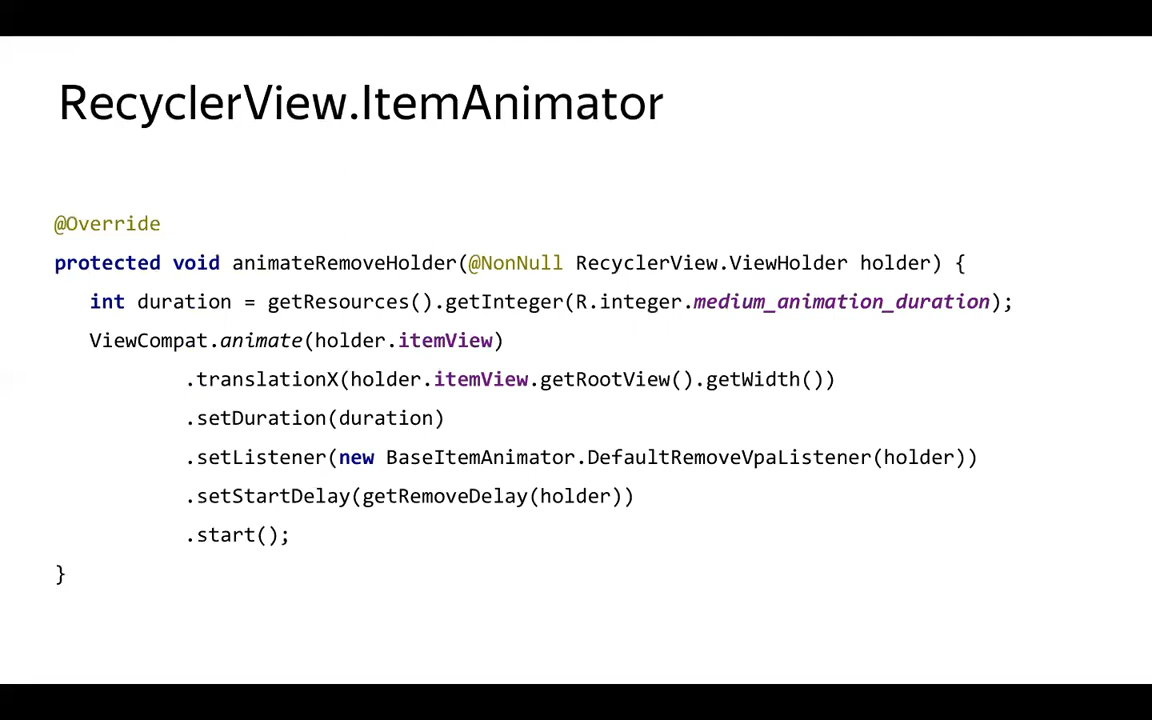 RecyclerView.ItemAnimator
@Override
protected void animateRemoveHolder(@NonNull RecyclerView.ViewHolder holder) {
int duration = getResources().getInteger(R.integer.medium_animation_duration);
ViewCompat.animate(holder.itemView)
.translationX(holder.itemView.getRootView().getWidth())
.setDuration(duration)
.setListener(new BaseItemAnimator.DefaultRemoveVpaListener(holder))
.setStartDelay(getRemoveDelay(holder))
.start();
}